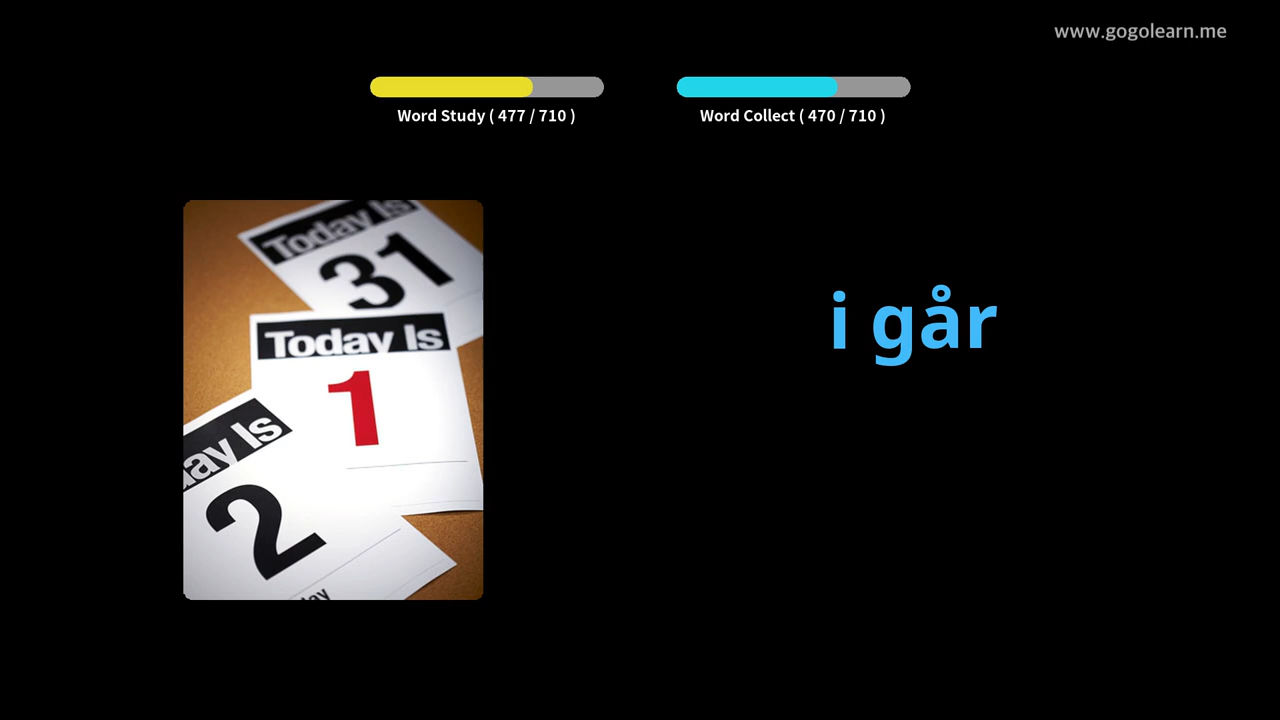 www.gogolearn.me
Word Study ( 477 / 710 )
Word Collect ( 470 / 710 )
Today Is
31
Today Is
1
ay Is
2
i går